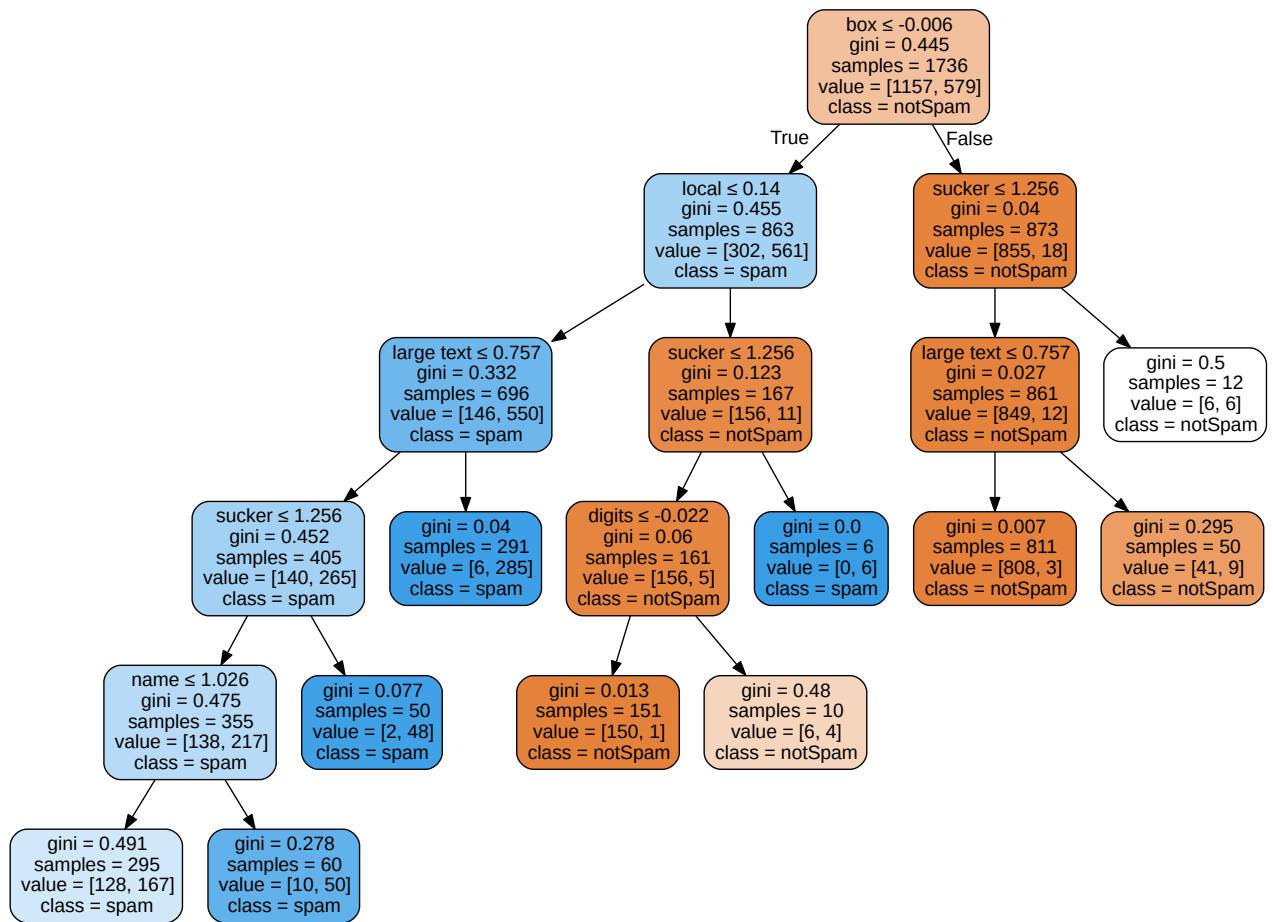 box ≤ -0.006
gini = 0.445
samples = 1736
value = [1157, 579]
class = notSpam
True
False
local ≤ 0.14
gini = 0.455
samples = 863
value = [302, 561]
class = spam
sucker ≤ 1.256
gini = 0.04
samples = 873
value = [855, 18]
class = notSpam
large text ≤ 0.757
gini = 0.332
samples = 696
value = [146, 550]
class = spam
sucker ≤ 1.256
gini = 0.123
samples = 167
value = [156, 11]
class = notSpam
large text ≤ 0.757
gini = 0.027
samples = 861
value = [849, 12]
class = notSpam
gini = 0.5
samples = 12
value = [6, 6]
class = notSpam
sucker ≤ 1.256
gini = 0.452
samples = 405
value = [140, 265]
class = spam
gini = 0.04
samples = 291
value = [6, 285]
class = spam
digits ≤ -0.022
gini = 0.06
samples = 161
value = [156, 5]
class = notSpam
gini = 0.0
samples = 6
value = [0, 6]
class = spam
gini = 0.007
samples = 811
value = [808, 3]
class = notSpam
gini = 0.295
samples = 50
value = [41, 9]
class = notSpam
name ≤ 1.026
gini = 0.475
samples = 355
value = [138, 217]
class = spam
gini = 0.077
samples = 50
value = [2, 48]
class = spam
gini = 0.013
samples = 151
value = [150, 1]
class = notSpam
gini = 0.48
samples = 10
value = [6, 4]
class = notSpam
gini = 0.491
samples = 295
value = [128, 167]
class = spam
gini = 0.278
samples = 60
value = [10, 50]
class = spam